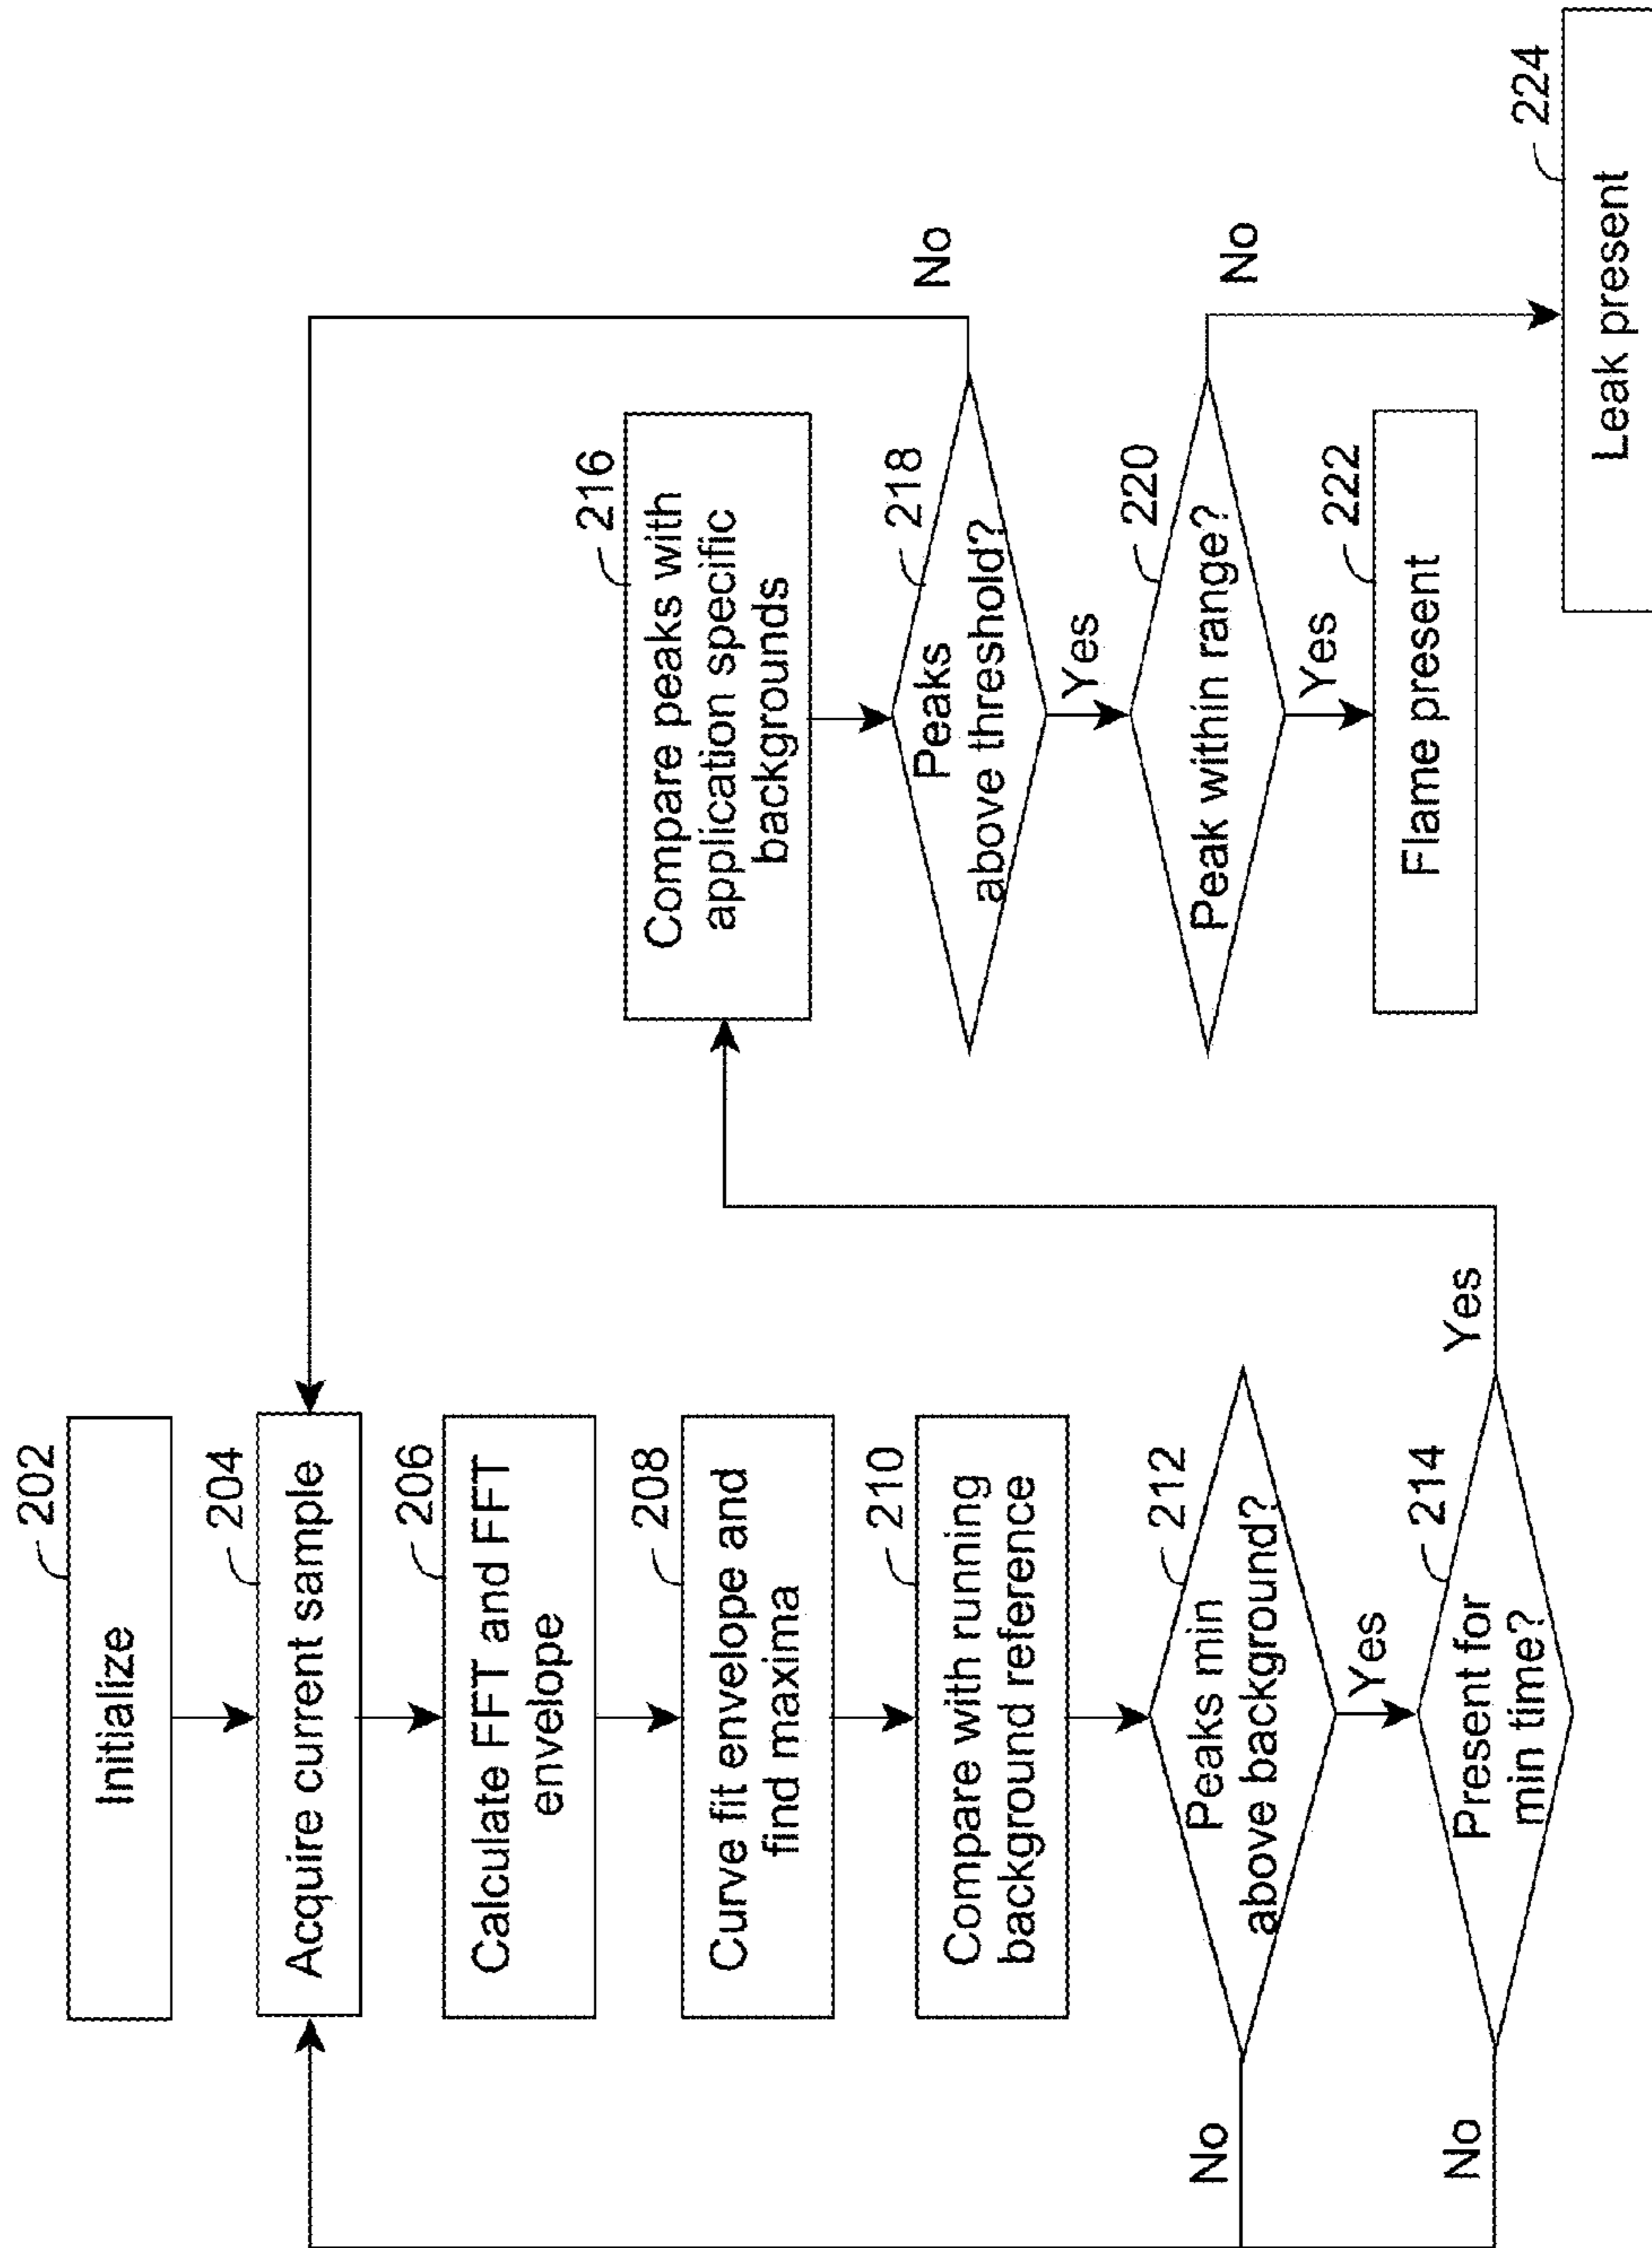 202
Initialize
204
Acquire current sample
206
Calculate FFT and FFT
envelope
208
Curve fit envelope and
find maxima
210
Compare with running
background reference
212
Peaks min
above background?
No
Yes
214
Present for
min time?
No
Yes
216
Compare peaks with
application specific
backgrounds
218
Peaks
above threshold?
No
Yes
220
Peak within range?
No
Yes
222
Flame present
224
Leak present